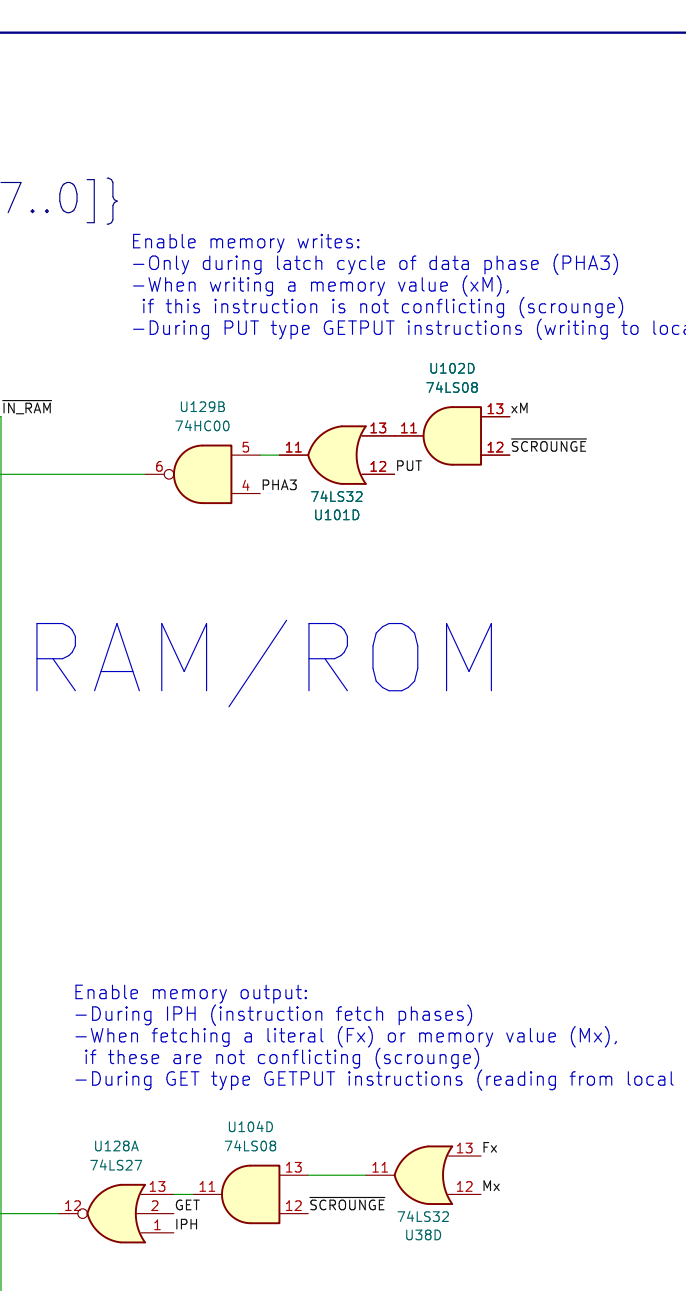 7..0]}
Enable memory writes:
-Only during latch cycle of data phase (PHA3)
-When writing a memory value (xM),
if this instruction is not conflicting (scrounge)
-During PUT type GETPUT instructions (writing to loca
U102D
74LS08
IN_RAM
U129B
74HC00
13 xM
13 11
5 11
12 SCROUNGE
6
12 PUT
4 PHA3
74LS32
U101D
RAM/ROM
Enable memory output:
-During IPH (instruction fetch phases)
-When fetching a literal (Fx) or memory value (Mx),
if these are not conflicting (scrounge)
-During GET type GETPUT instructions (reading from local
U104D
74LS08
U128A
74LS27
13 Fx
13 11
13 11
12 Mx
12
2 GET
12 SCROUNGE
1 IPH
74LS32
U38D